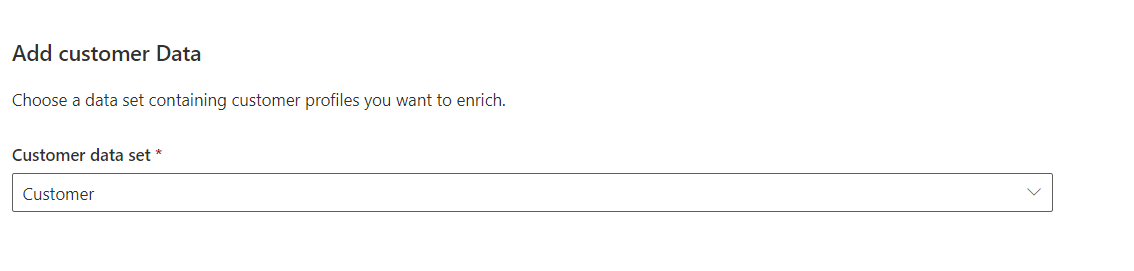 Add customer Data
Choose a data set containing customer profiles you want to enrich.
Customer data set *
Customer